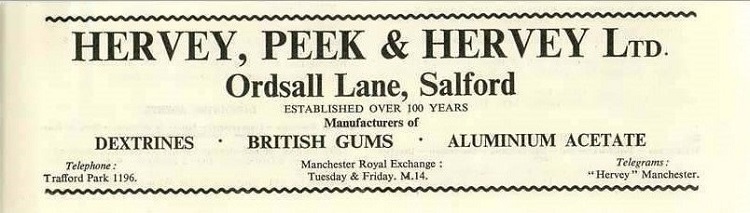 HERVEY, PEEK & HERVEY LTD.
Ordsall Lane, Salford
ESTABLISHED OVER 100 YEARS
Manufacturers of
DEXTRINES · BRITISH GUMS · ALUMINIUM ACETATE
Telephone : Manchester Royal Exchange : Telegrams :
Trafford Park 1196. Tuesday & Friday. M.14. "Hervey" Manchester.